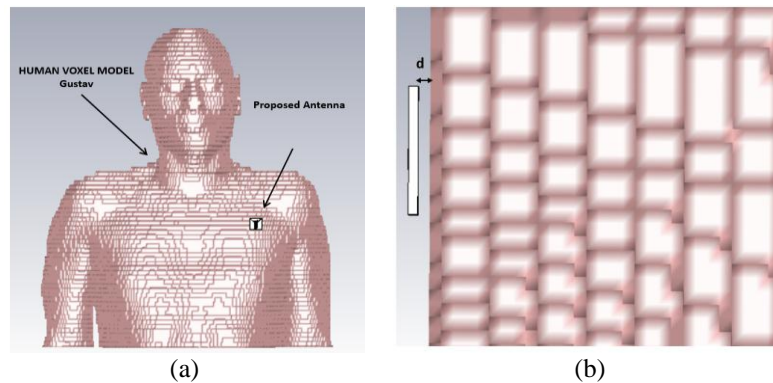 HUMAN VOXEL MODEL
Gustav
Proposed Antenna
d
(a)
(b)